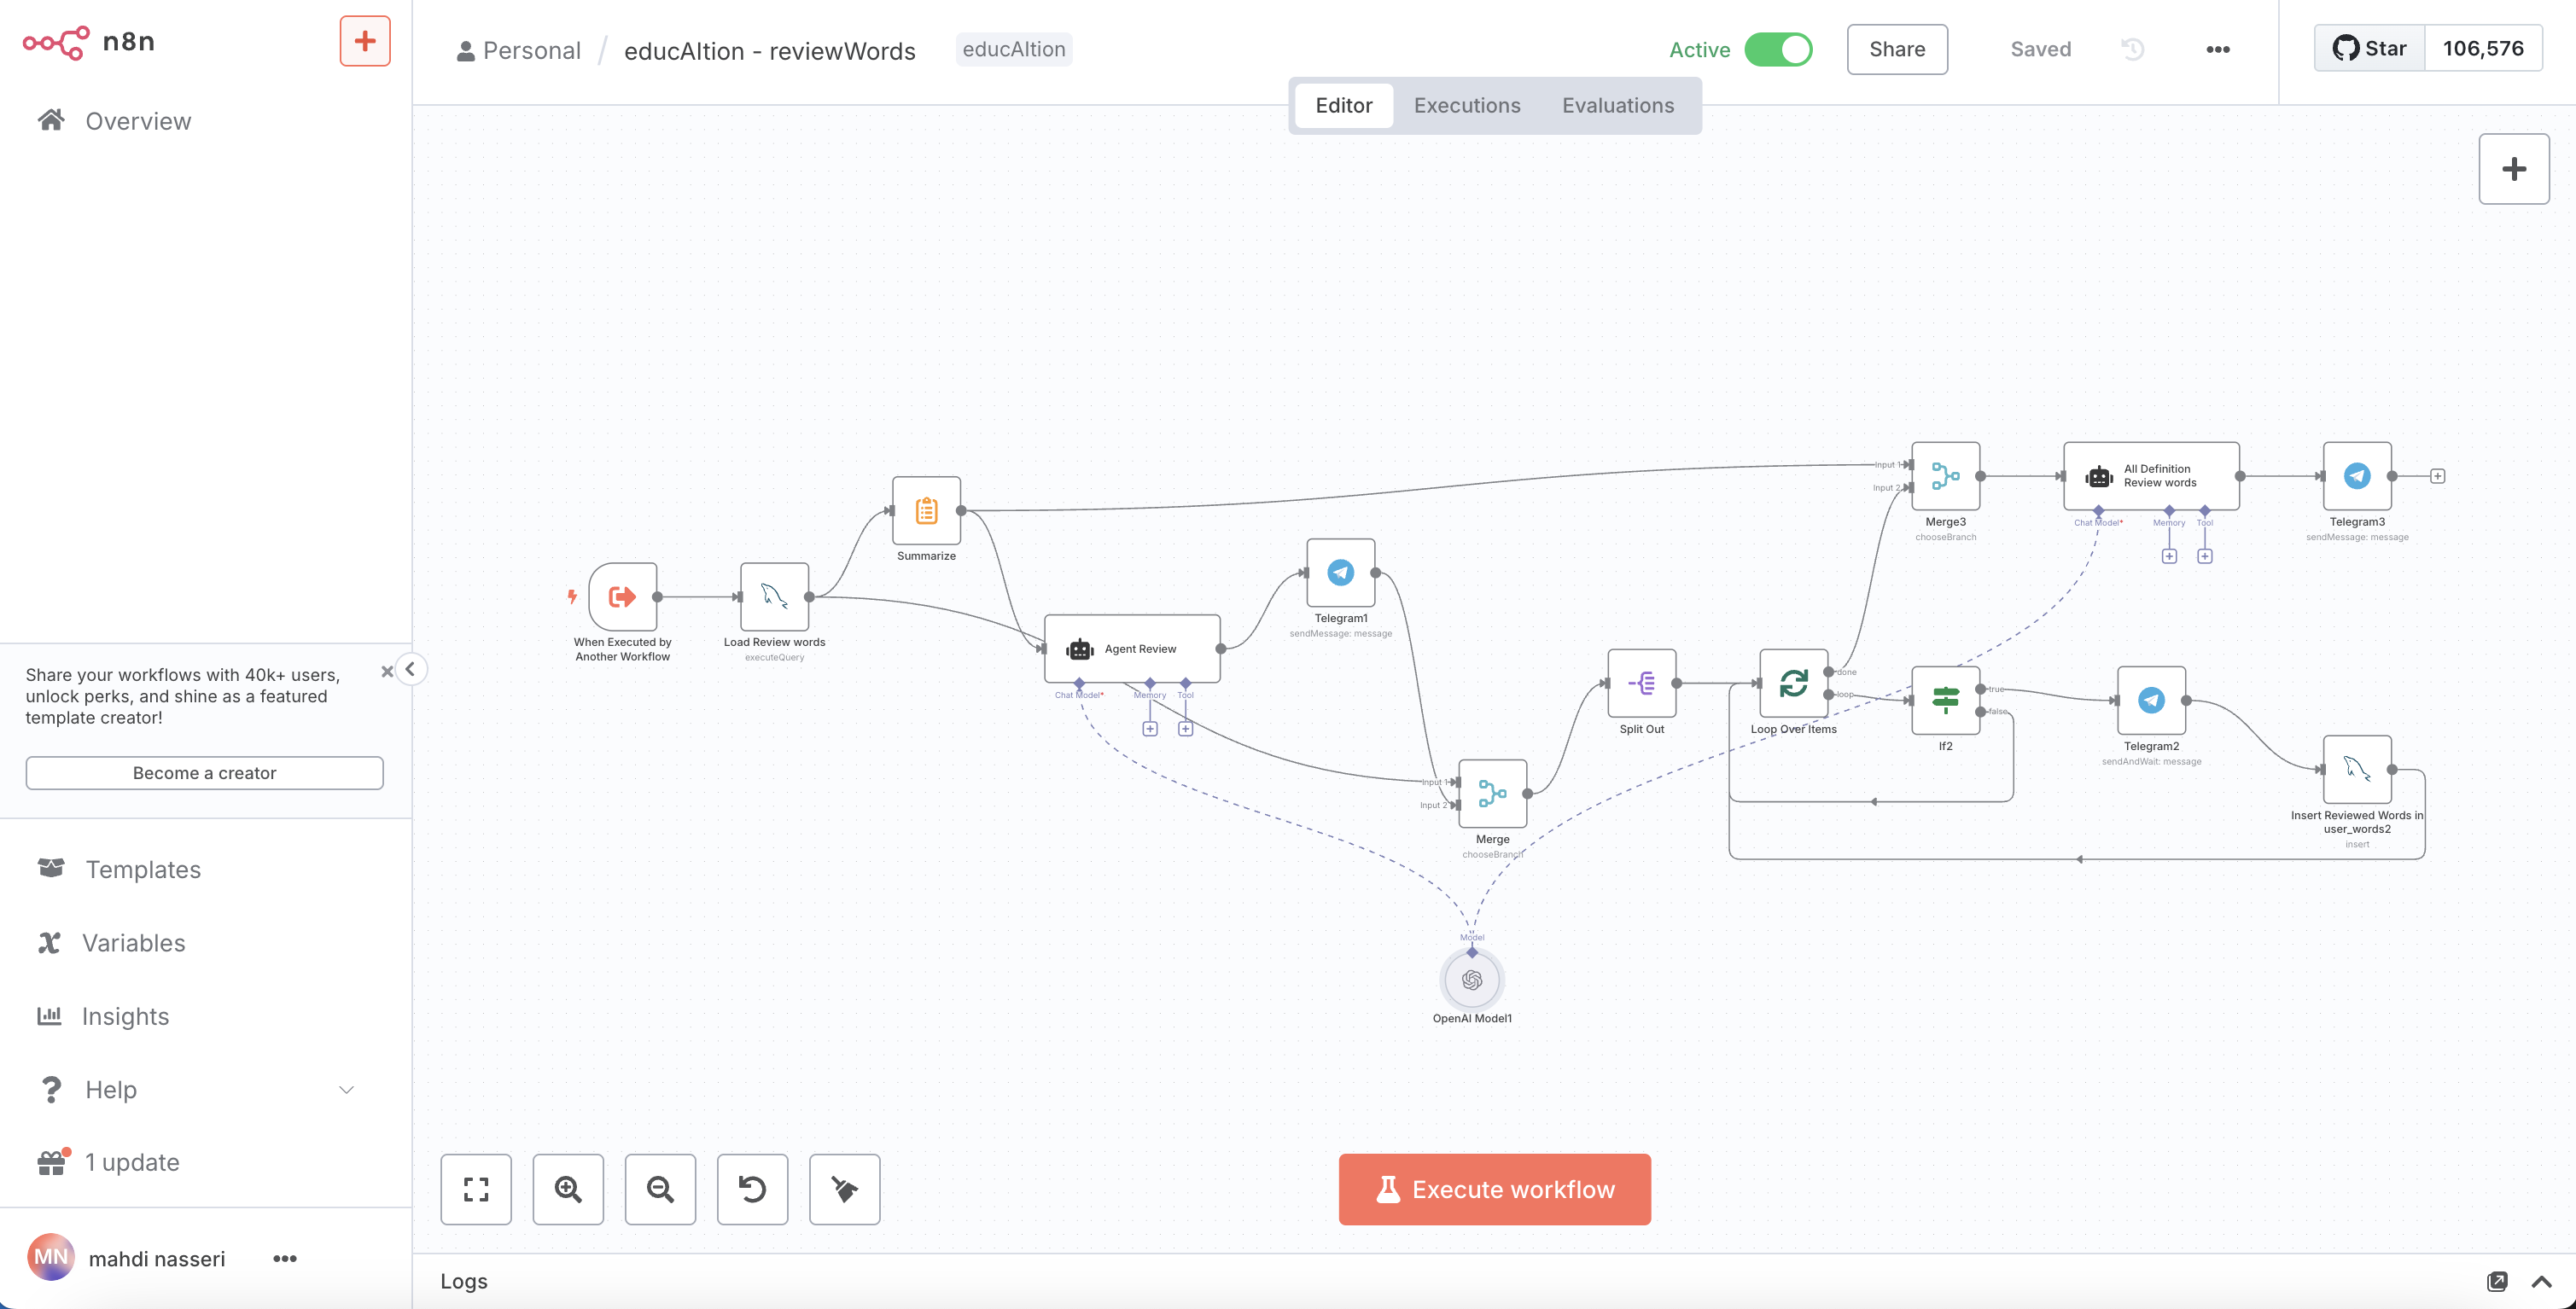 n8n
Personal / educAItion - reviewWords educAItion
Active
Share
Saved
Star 106,576
Editor Executions Evaluations
Overview
Share your workflows with 40k+ users,
unlock perks, and shine as a featured
template creator!
Become a creator
Templates
Variables
Insights
Help
1 update
MN mahdi nasseri
When Executed by
Another Workflow
Load Review words
executeQuery
Summarize
Agent Review
Chat Model*
Memory
Tool
Telegram1
sendMessage: message
Input 1
Input 2
Merge
chooseBranch
Model
OpenAI Model1
Split Out
Loop Over Items
done
loop
If2
true
false
Telegram2
sendAndWait: message
Insert Reviewed Words in
user_words2
insert
Input 1
Input 2
Merge3
chooseBranch
All Definition
Review words
Chat Model*
Memory
Tool
Telegram3
sendMessage: message
Execute workflow
Logs